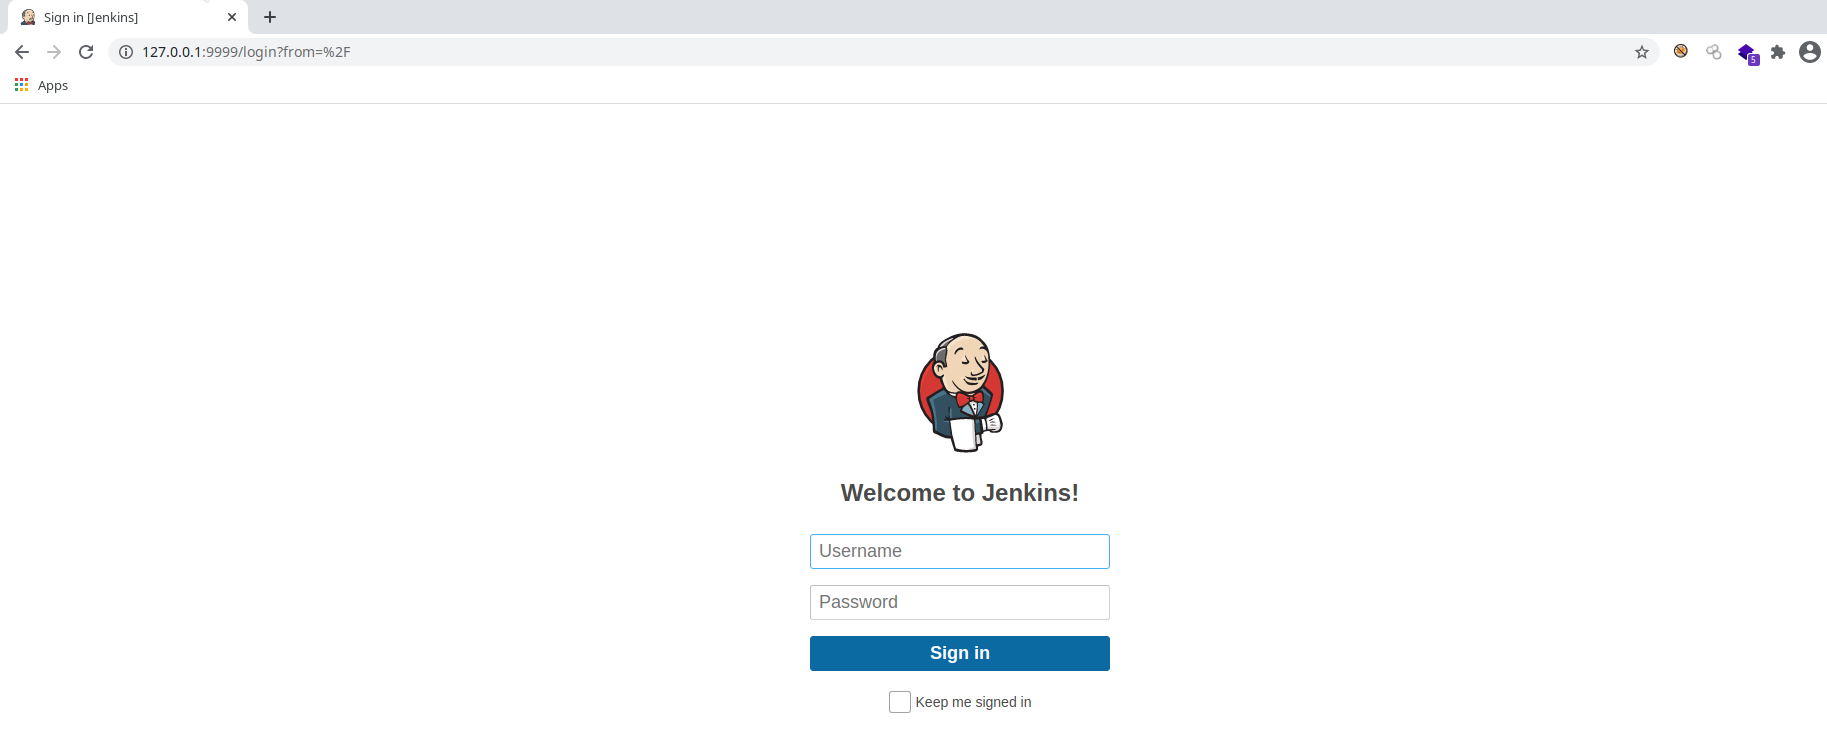 Sign in [Jenkins]
127.0.0.1:9999/login?from=%2F
5
Apps
Welcome to Jenkins!
Username
Password
Sign in
Keep me signed in